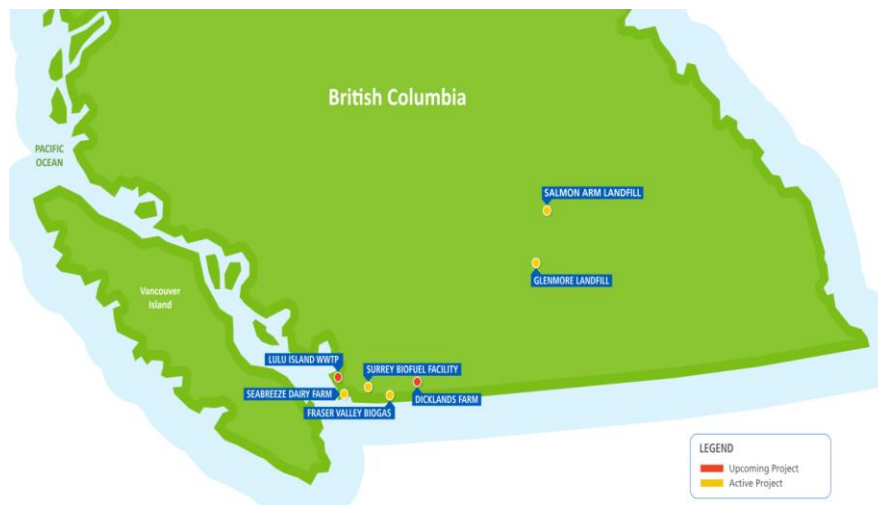 British Columbia
PACIFIC
OCEAN
SALMON ARM LANDFILL
GLENMORE LANDFILL
Vancouver
Island
LULU ISLAND WWTP
SURREY BIOFUEL FACILITY
SEABREEZE DAIRY FARM
DICKLANDS FARM
FRASER VALLEY BIOGAS
LEGEND
Upcoming Project
Active Project